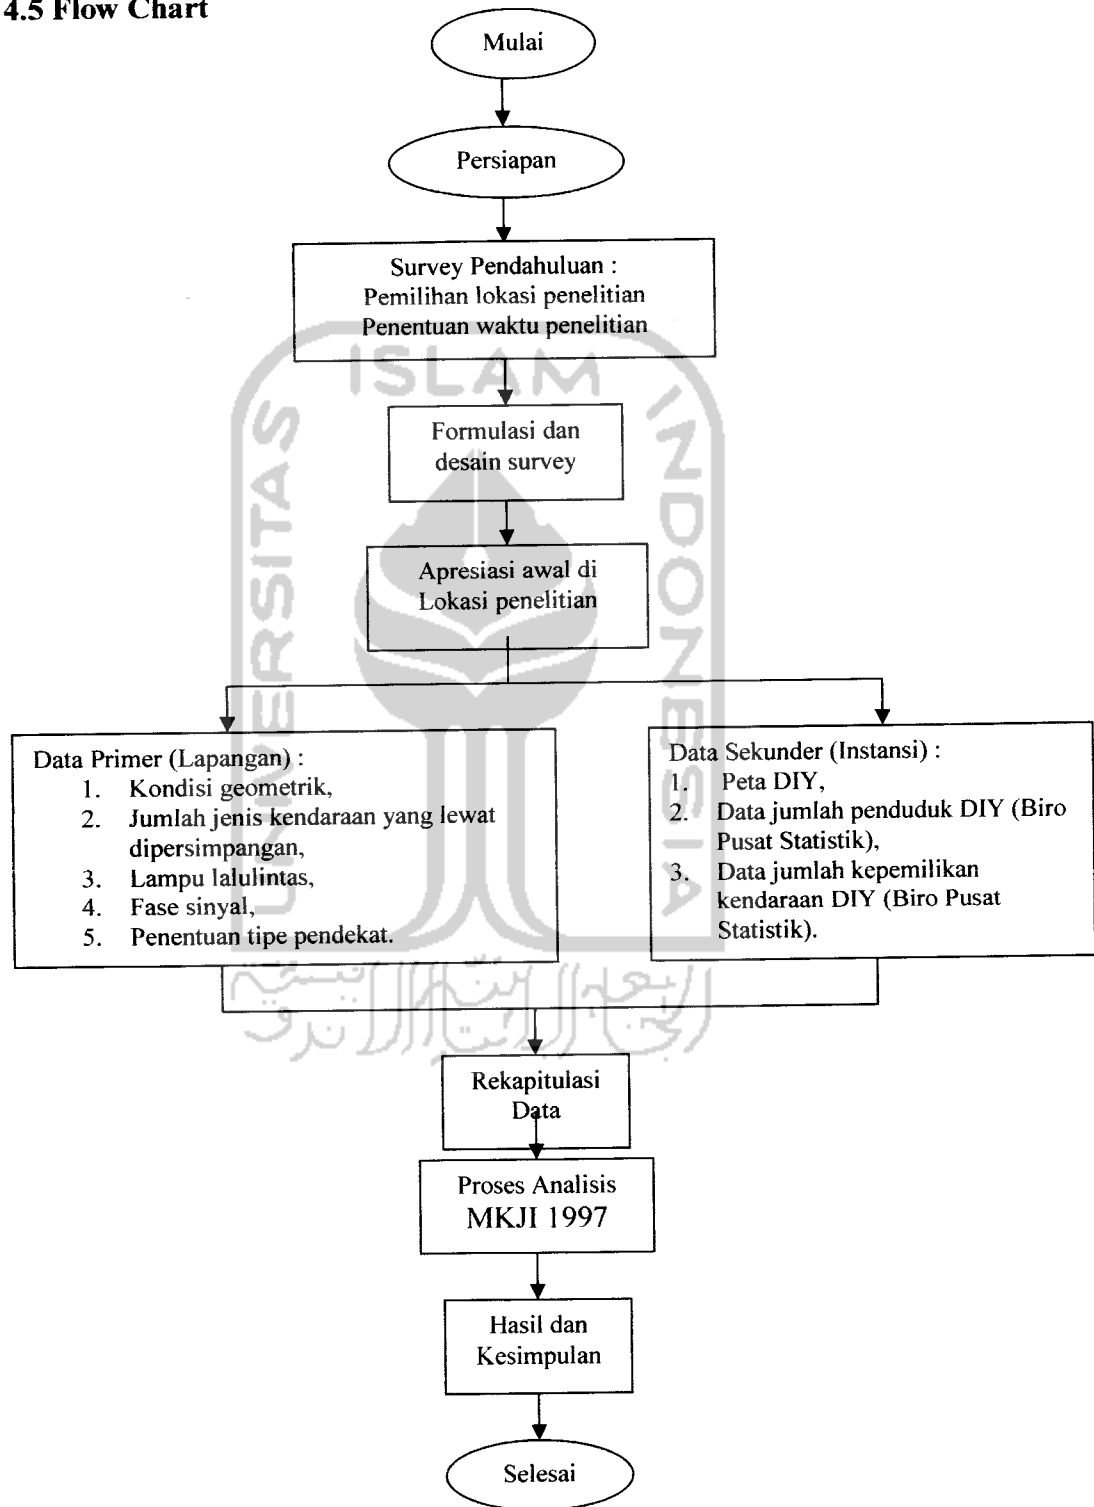 4.5 Flow Chart
Mulai
Persiapan
Survey Pendahuluan :
Pemilihan lokasi penelitian
Penentuan waktu penelitian
Formulasi dan
desain survey
Apresiasi awal di
Lokasi penelitian
Data Primer (Lapangan) :
1. Kondisi geometrik,
2. Jumlah jenis kendaraan yang lewat
dipersimpangan,
3. Lampu lalulintas,
4. Fase sinyal,
5. Penentuan tipe pendekat.
Data Sekunder (Instansi) :
1. Peta DIY,
2. Data jumlah penduduk DIY (Biro
Pusat Statistik),
3. Data jumlah kepemilikan
kendaraan DIY (Biro Pusat
Statistik).
Rekapitulasi
Data
Proses Analisis
MKJI 1997
Hasil dan
Kesimpulan
Selesai
UNIVERSITAS
ISLAM
INDONESIA